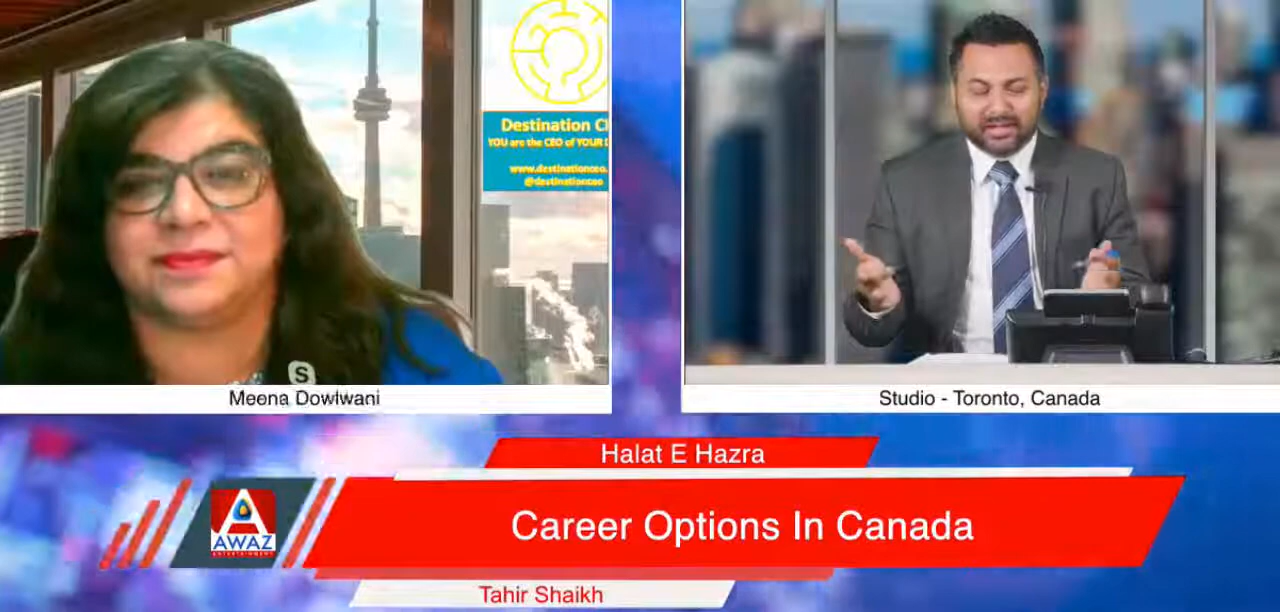 Destination C
YOU are the CEO of YOUR
www.destinationceo.
@destinationceo
S
Meena Dowlwani
Studio - Toronto, Canada
Halat E Hazra
A
AWAZ
ENTERTAINMENT
Career Options In Canada
Tahir Shaikh